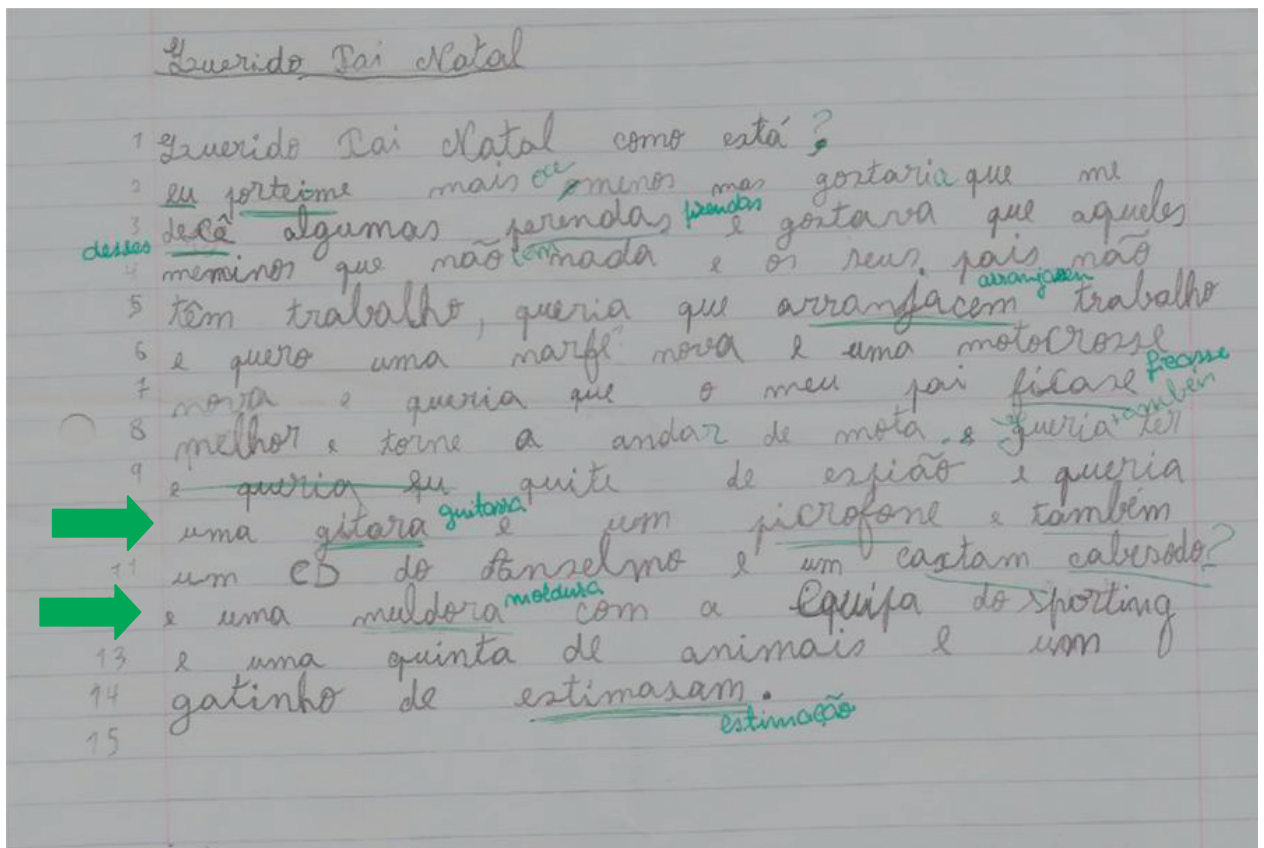 Querido Pai Natal
1 Querido Pai Natal como está?
2 eu porteime mais ou menos mas gostaria que me
3 decê algumas perendas prendas e gostava que aqueles
desses
4 meninos que não têm nada e os seus pais não
arranjassem
5 têm trabalho, queria que arranjacem trabalho
6 e quero uma nova e uma motocrosse
7 nova e queria que o meu pai ficase ficasse
8 melhor e torne a andar de mota. e queria também ter
9 e queria eu quite de espião e queria
uma gitara guitarra e um picrofone e também
11 um CD do Anselmo e um castam cabesodo?
e uma muldora moldura com a equipa do sporting
13 e uma quinta de animais e um
14 gatinho de estimasam.
estimação
15